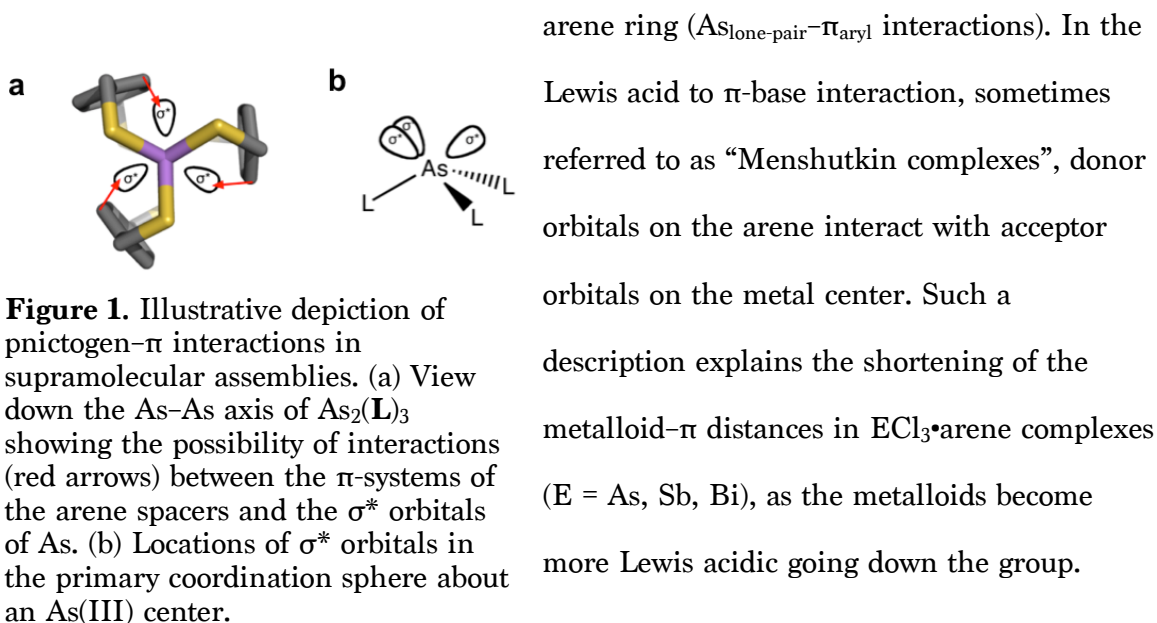 a
σ*
σ*
σ*
b
σ*
σ*
σ*
As
L
L
L
Figure 1. Illustrative depiction of
pnictogen–π interactions in
supramolecular assemblies. (a) View
down the As–As axis of As₂(L)₃
showing the possibility of interactions
(red arrows) between the π-systems of
the arene spacers and the σ* orbitals
of As. (b) Locations of σ* orbitals in
the primary coordination sphere about
an As(III) center.
arene ring (As_lone-pair–π_aryl interactions). In the
Lewis acid to π-base interaction, sometimes
referred to as “Menshutkin complexes”, donor
orbitals on the arene interact with acceptor
orbitals on the metal center. Such a
description explains the shortening of the
metalloid–π distances in ECl₃•arene complexes
(E = As, Sb, Bi), as the metalloids become
more Lewis acidic going down the group.